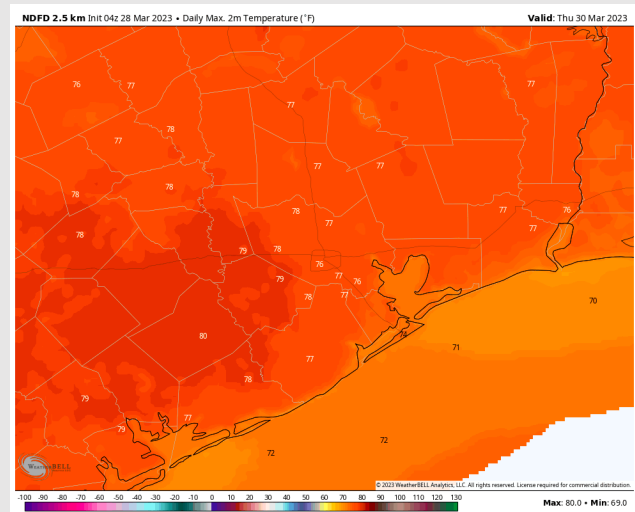 NDFD 2.5 km Init 04z 28 Mar 2023 • Daily Max. 2m Temperature (°F) Valid: Thu 30 Mar 2023
76 77 77 77
78
77
77 77
78
78
78 77 76
77 77
78
79 78
76
79 77 76
78 77
70
74
80
71
77
78
79
77
79
72
72
WeatherBELL
© 2023 WeatherBELL Analytics, LLC. All rights reserved. License required for commercial distribution.
-100 -90 -80 -70 -60 -50 -40 -30 -20 -10 0 10 20 30 40 50 60 70 80 90 100 110 120 130
Max: 80.0 • Min: 69.0